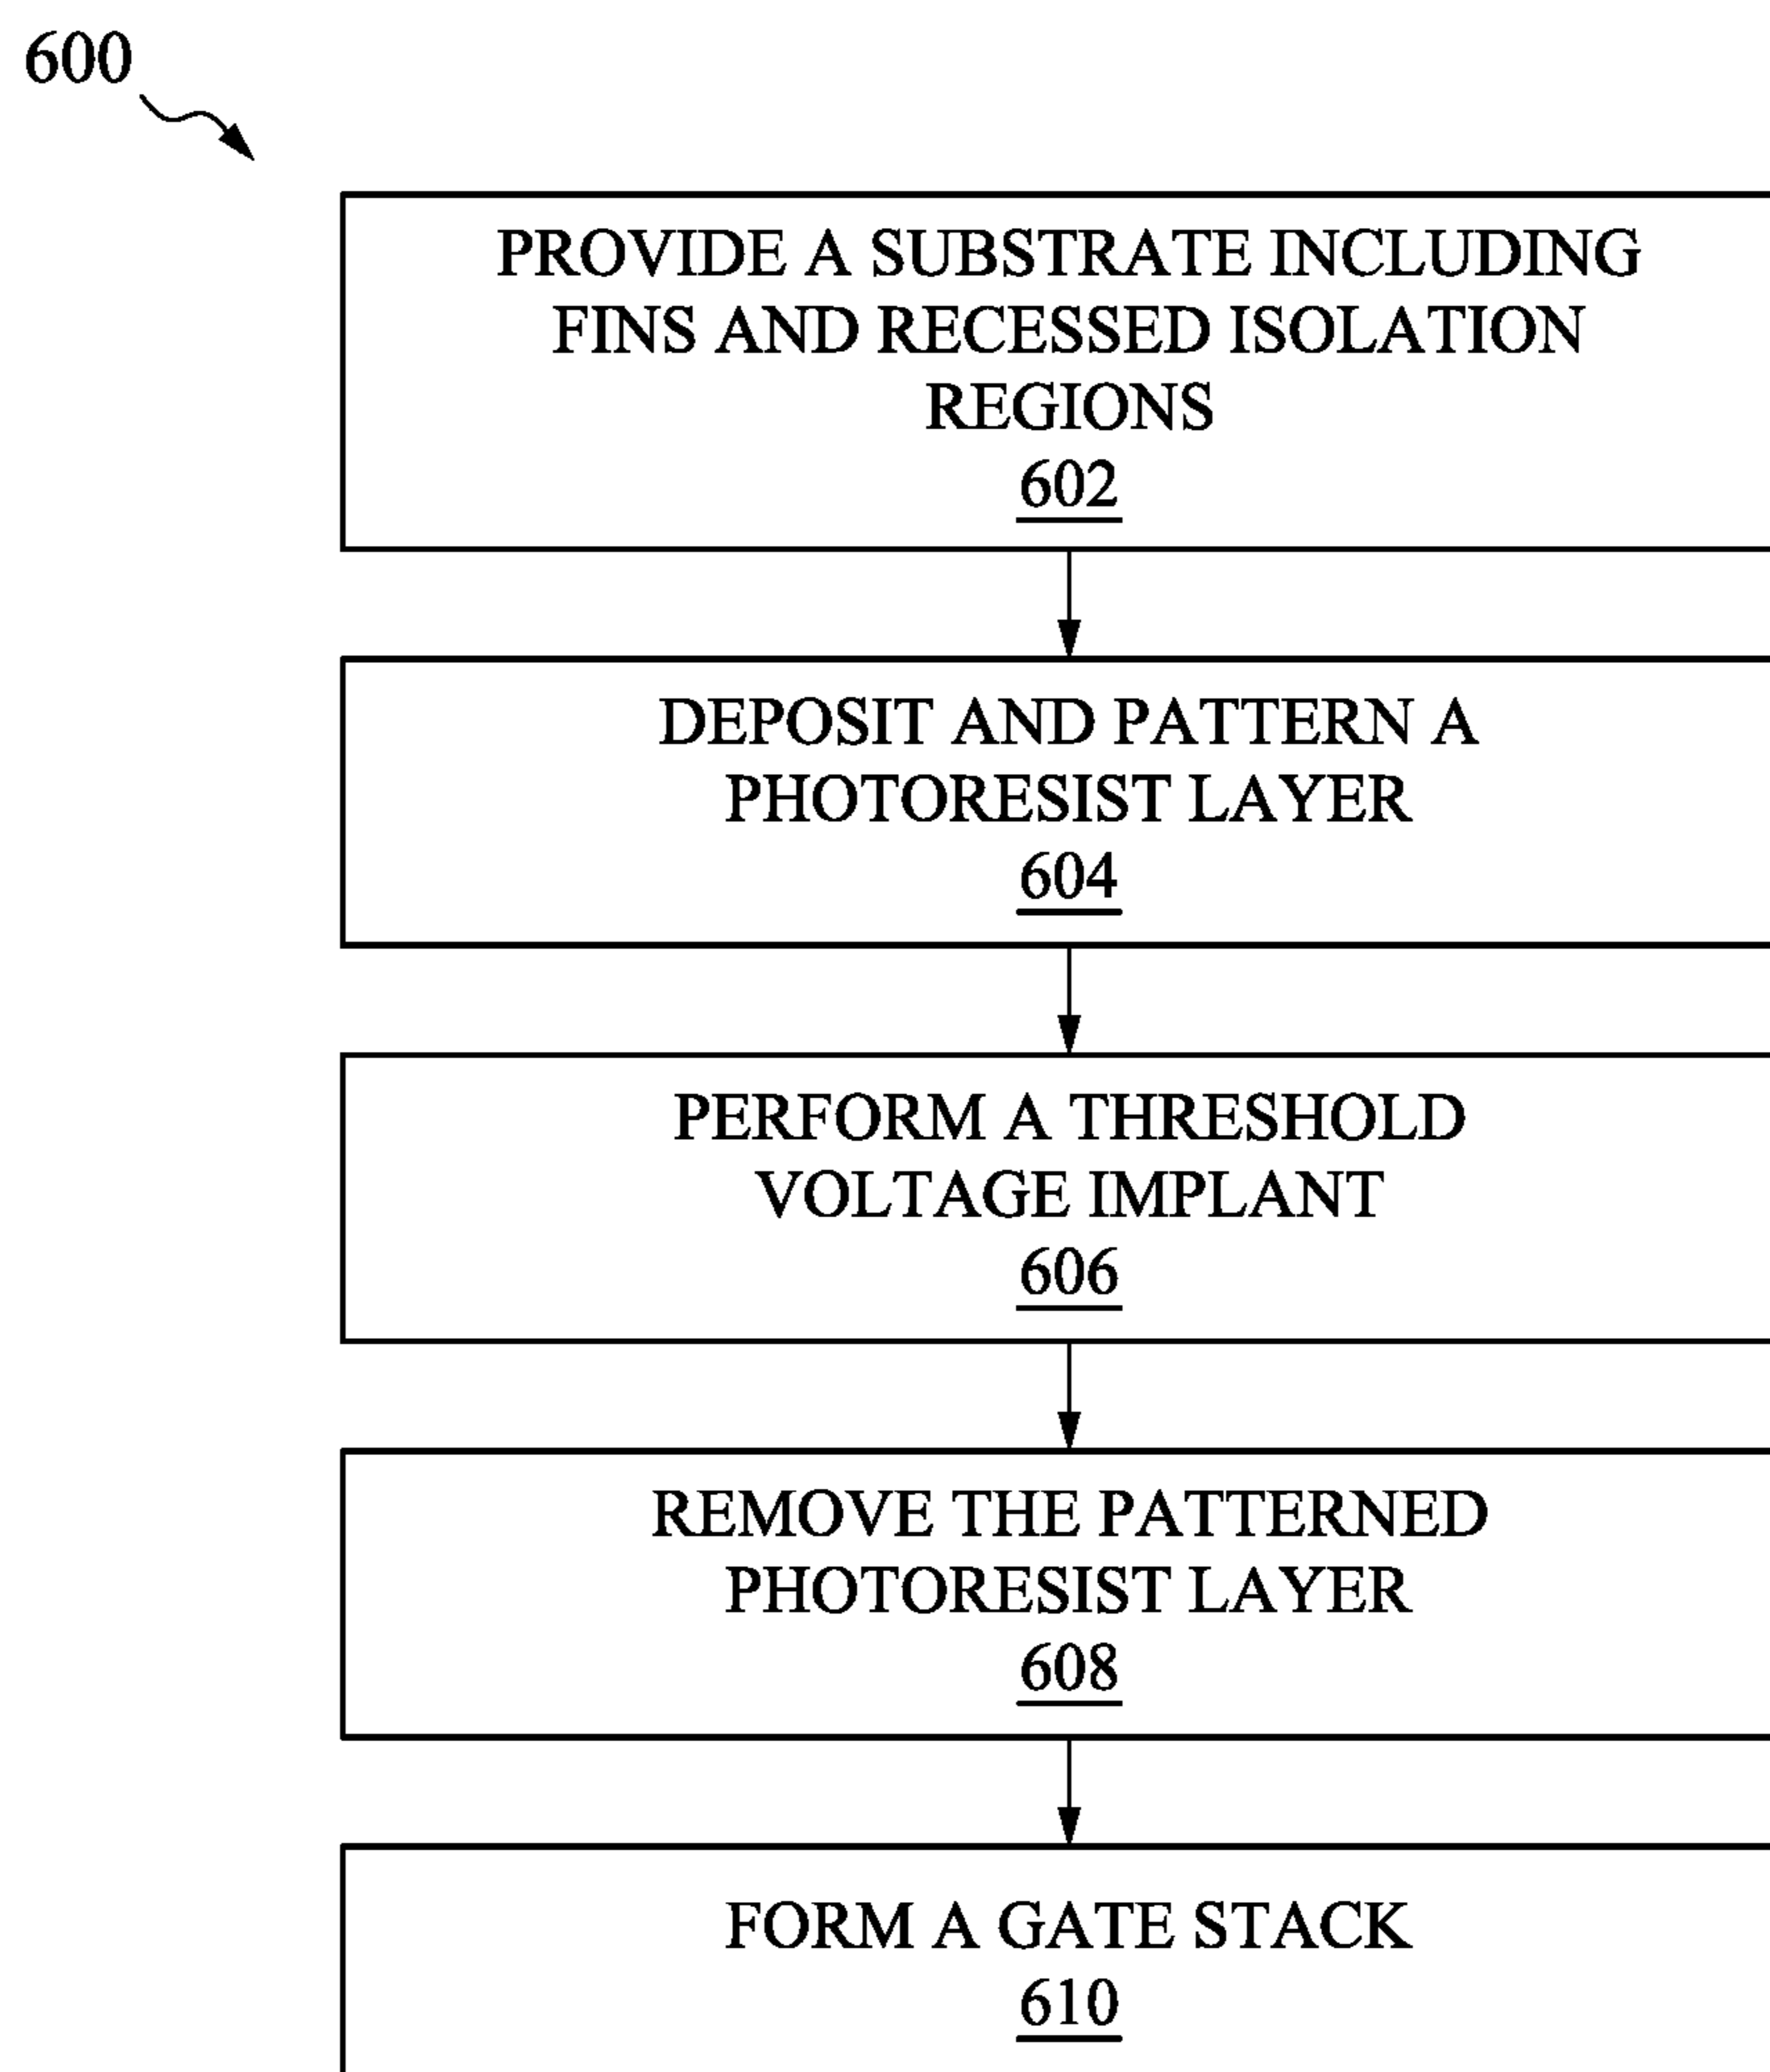 600
PROVIDE A SUBSTRATE INCLUDING
FINS AND RECESSED ISOLATION
REGIONS
602
DEPOSIT AND PATTERN A
PHOTORESIST LAYER
604
PERFORM A THRESHOLD
VOLTAGE IMPLANT
606
REMOVE THE PATTERNED
PHOTORESIST LAYER
608
FORM A GATE STACK
610